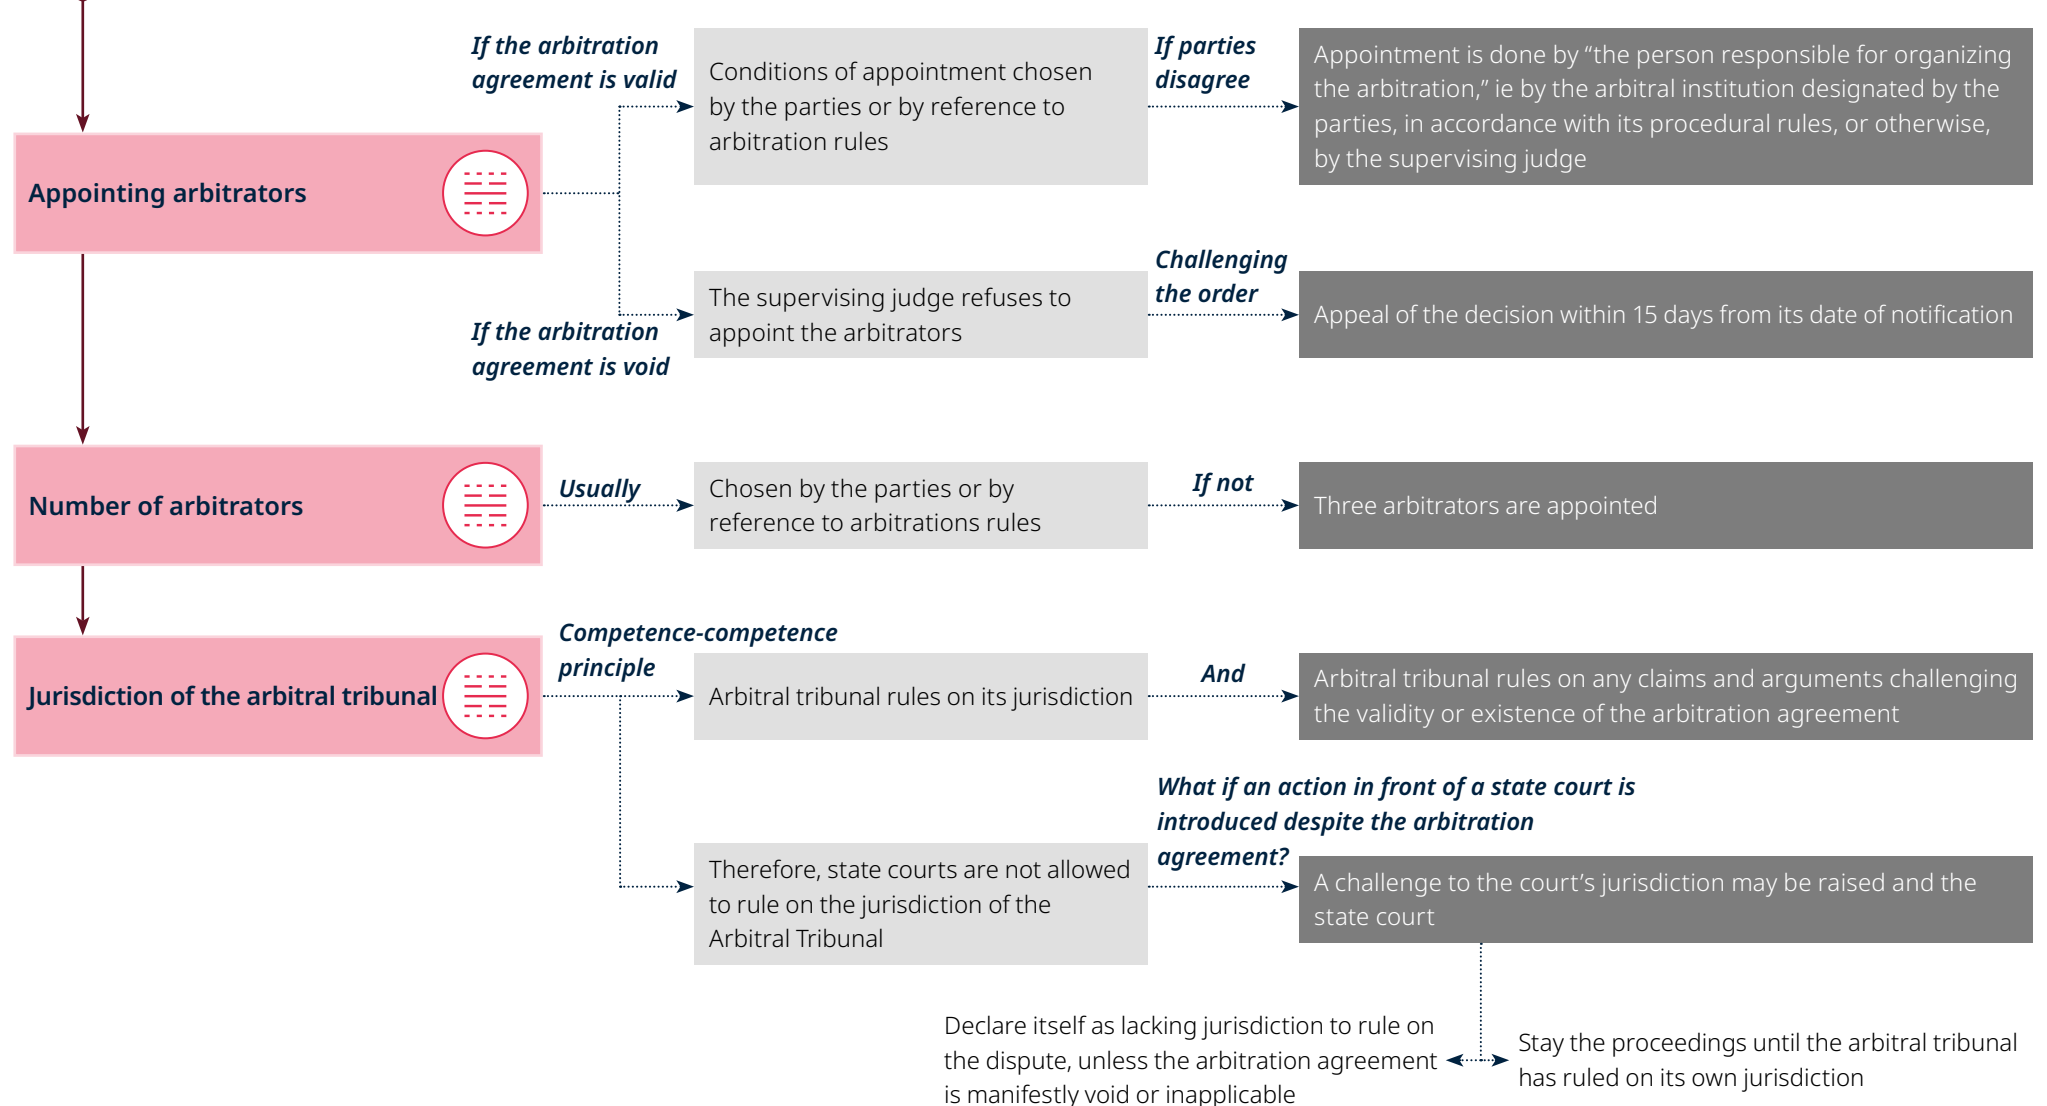 If the arbitration
agreement is valid
Conditions of appointment chosen
by the parties or by reference to
arbitration rules
If parties
disagree
Appointment is done by “the person responsible for organizing
the arbitration,” ie by the arbitral institution designated by the
parties, in accordance with its procedural rules, or otherwise,
by the supervising judge
Appointing arbitrators
If the arbitration
agreement is void
The supervising judge refuses to
appoint the arbitrators
Challenging
the order
Appeal of the decision within 15 days from its date of notification
Number of arbitrators
Usually
Chosen by the parties or by
reference to arbitrations rules
If not
Three arbitrators are appointed
Jurisdiction of the arbitral tribunal
Competence-competence
principle
Arbitral tribunal rules on its jurisdiction
And
Arbitral tribunal rules on any claims and arguments challenging
the validity or existence of the arbitration agreement
Therefore, state courts are not allowed
to rule on the jurisdiction of the
Arbitral Tribunal
What if an action in front of a state court is
introduced despite the arbitration
agreement?
A challenge to the court’s jurisdiction may be raised and the
state court
Declare itself as lacking jurisdiction to rule on
the dispute, unless the arbitration agreement
is manifestly void or inapplicable
Stay the proceedings until the arbitral tribunal
has ruled on its own jurisdiction